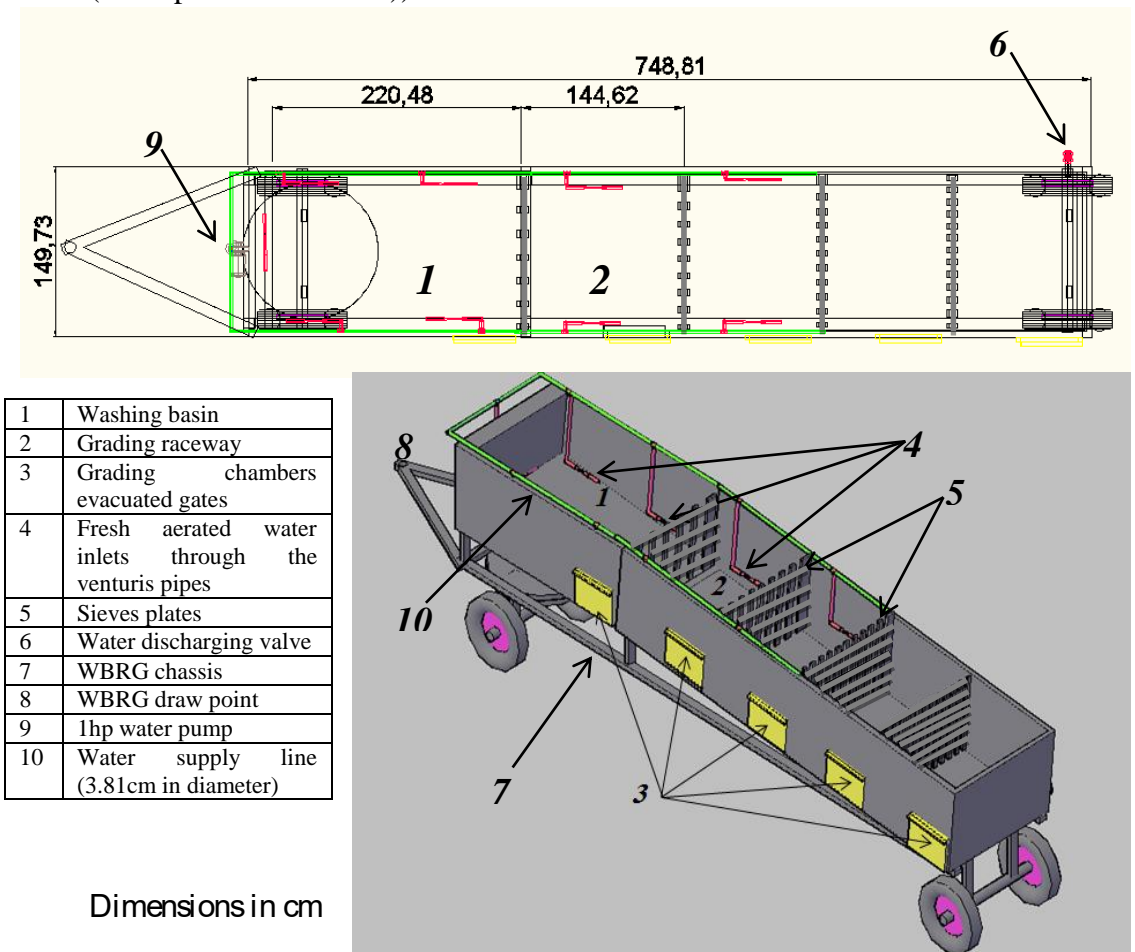 748,81
6
220,48
144,62
9
149,73
1
2
1 Washing basin
2 Grading raceway
3 Grading chambers
evacuated gates
4 Fresh aerated water
inlets through the
venturis pipes
5 Sieves plates
6 Water discharging valve
7 WBRG chassis
8 WBRG draw point
9 1hp water pump
10 Water supply line
(3.81cm in diameter)
8
4
1
5
2
10
7
3
Dimensions in cm